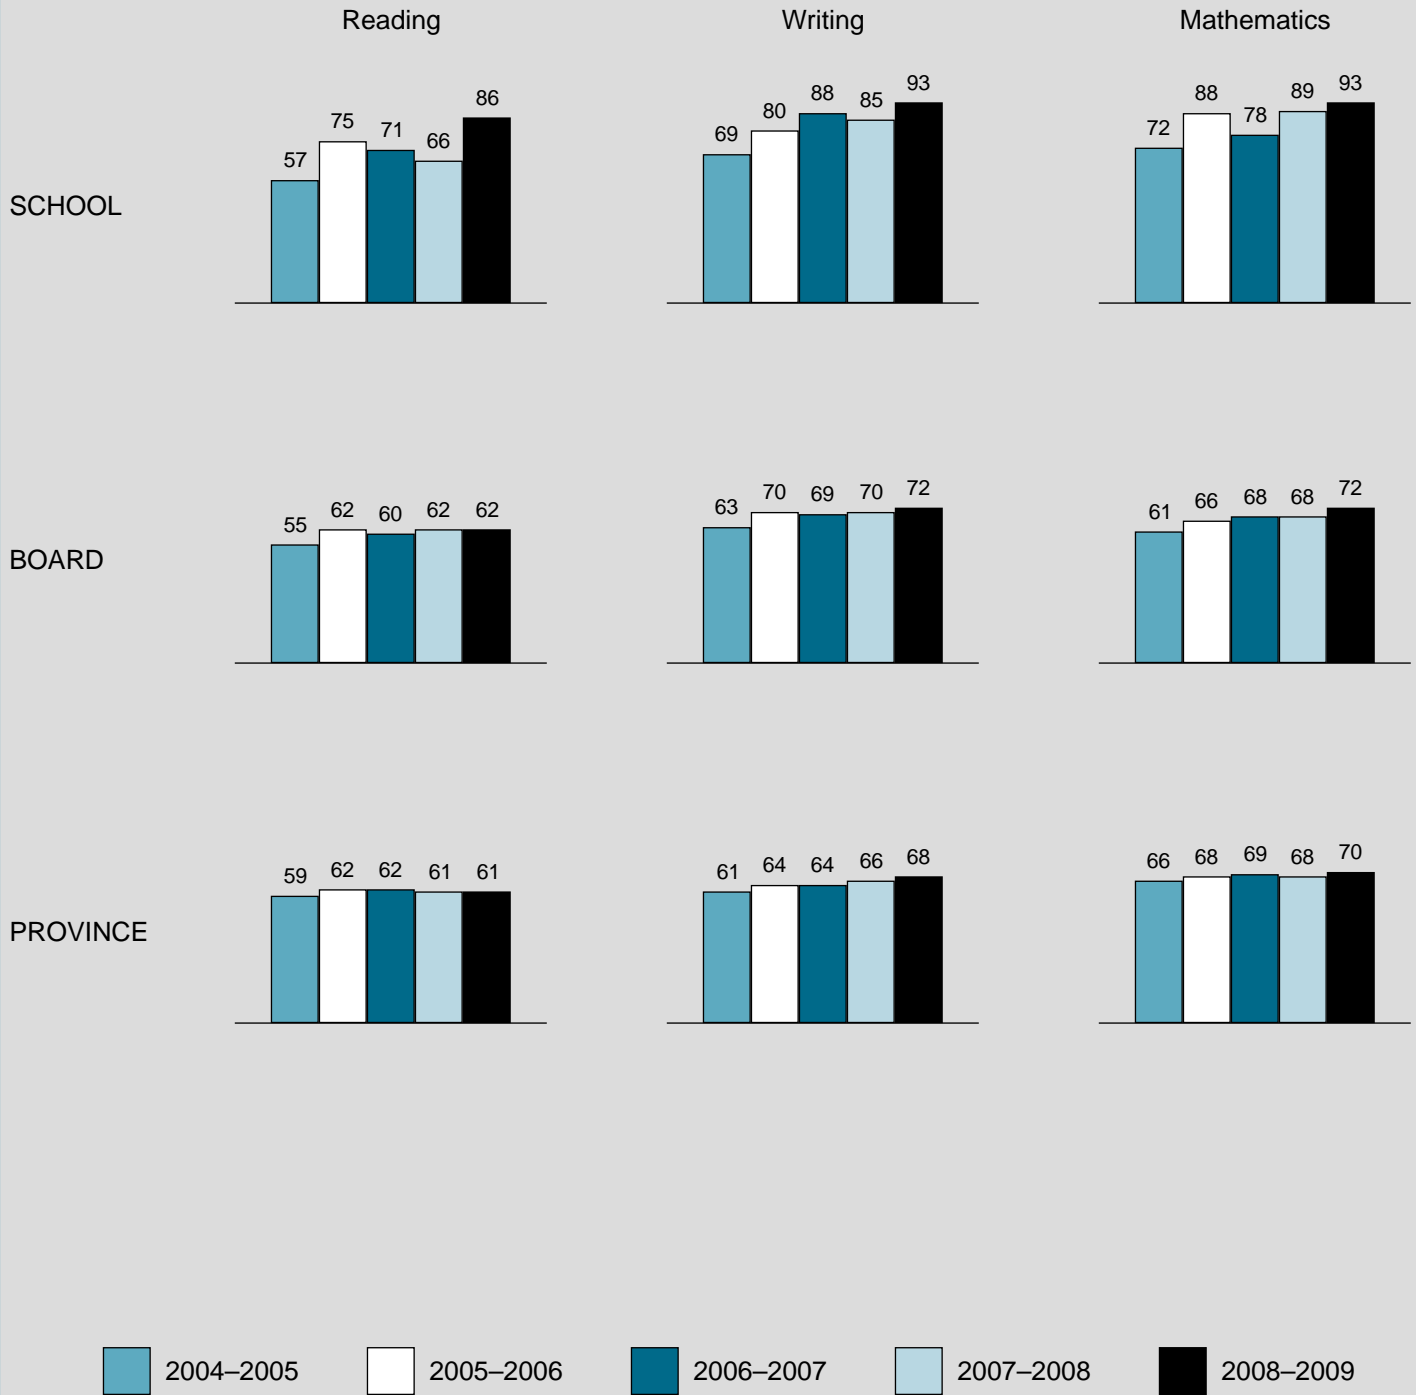 Reading Writing Mathematics
SCHOOL
57 75 71 66 86
69 80 88 85 93
72 88 78 89 93
BOARD
55 62 60 62 62
63 70 69 70 72
61 66 68 68 72
PROVINCE
59 62 62 61 61
61 64 64 66 68
66 68 69 68 70
2004–2005 2005–2006 2006–2007 2007–2008 2008–2009